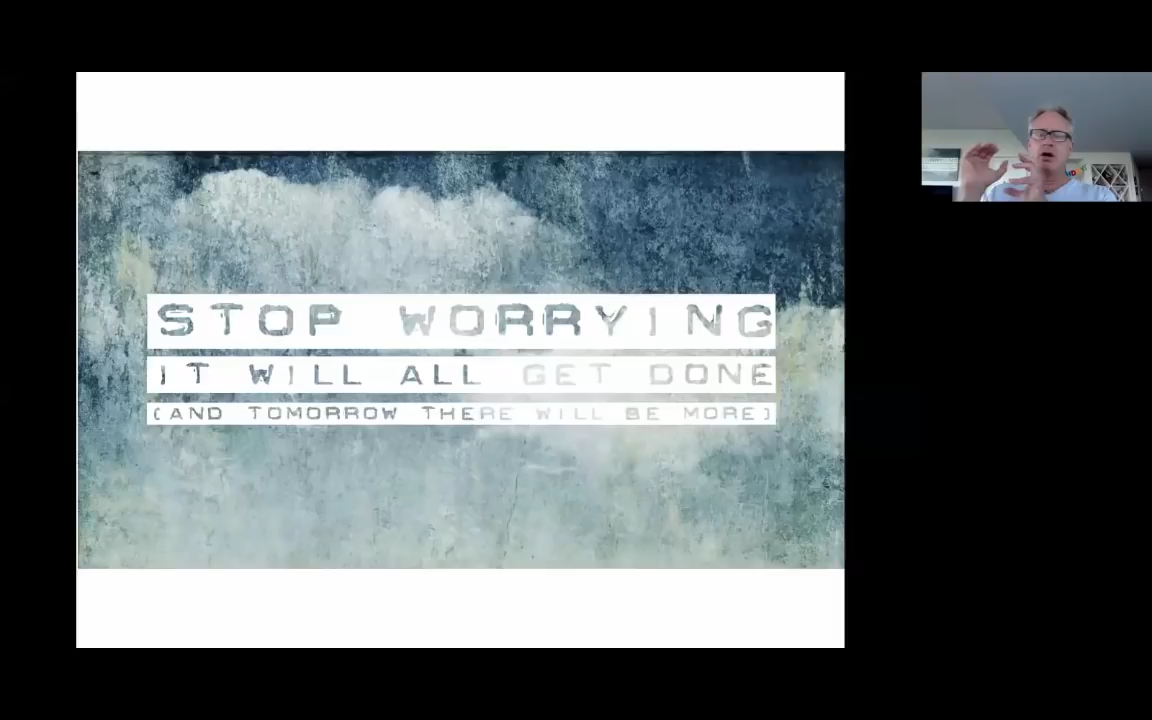 STOP WORRYING
IT WILL ALL GET DONE
(AND TOMORROW THERE WILL BE MORE)